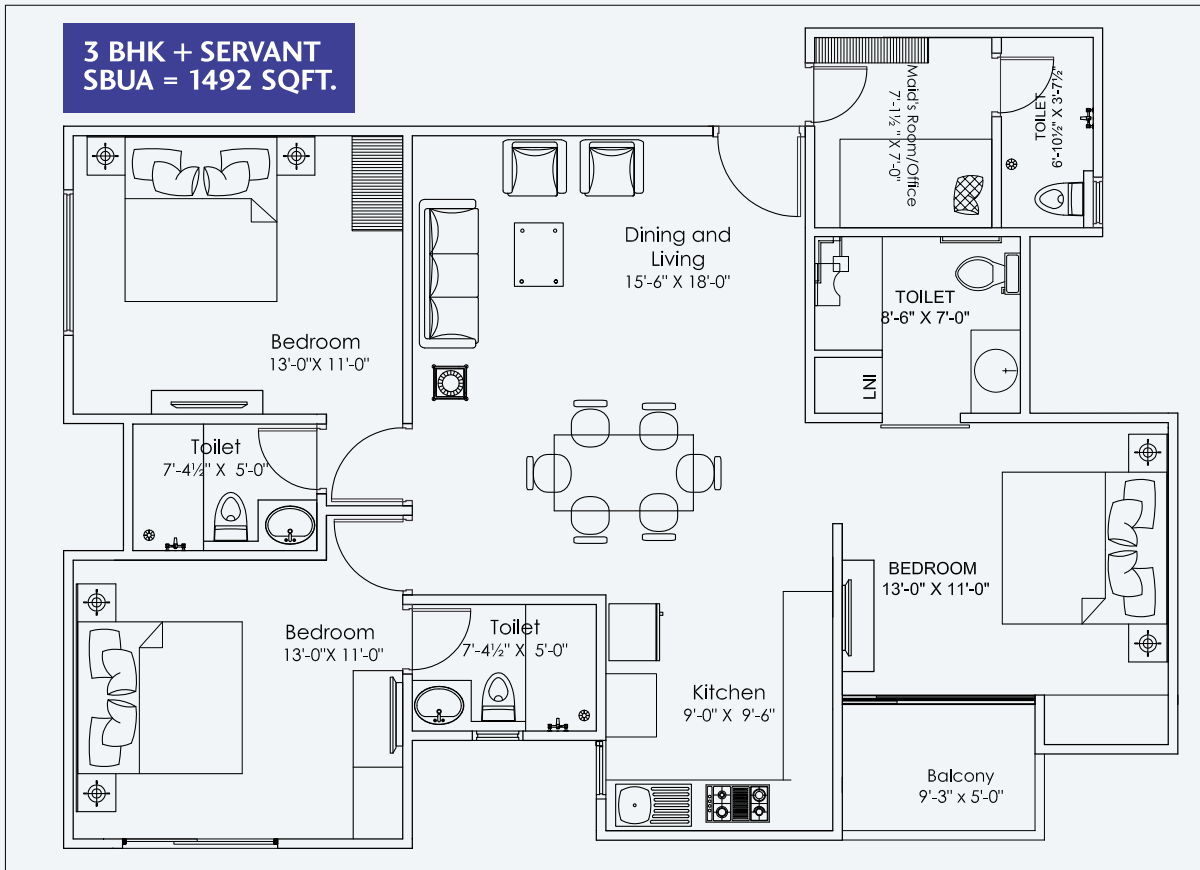 3 BHK + SERVANT
SBUA = 1492 SQFT.
Maid's Room/Office
7'-1½" X 7'-0"
TOILET
6'-10½" X 3'-7½"
Dining and
Living
15'-6" X 18'-0"
TOILET
8'-6" X 7'-0"
LNI
Bedroom
13'-0"X 11'-0"
Toilet
7'-4½" X 5'-0"
BEDROOM
13'-0" X 11'-0"
Bedroom
13'-0"X 11'-0"
Toilet
7'-4½" X 5'-0"
Kitchen
9'-0" X 9'-6"
Balcony
9'-3" x 5'-0"